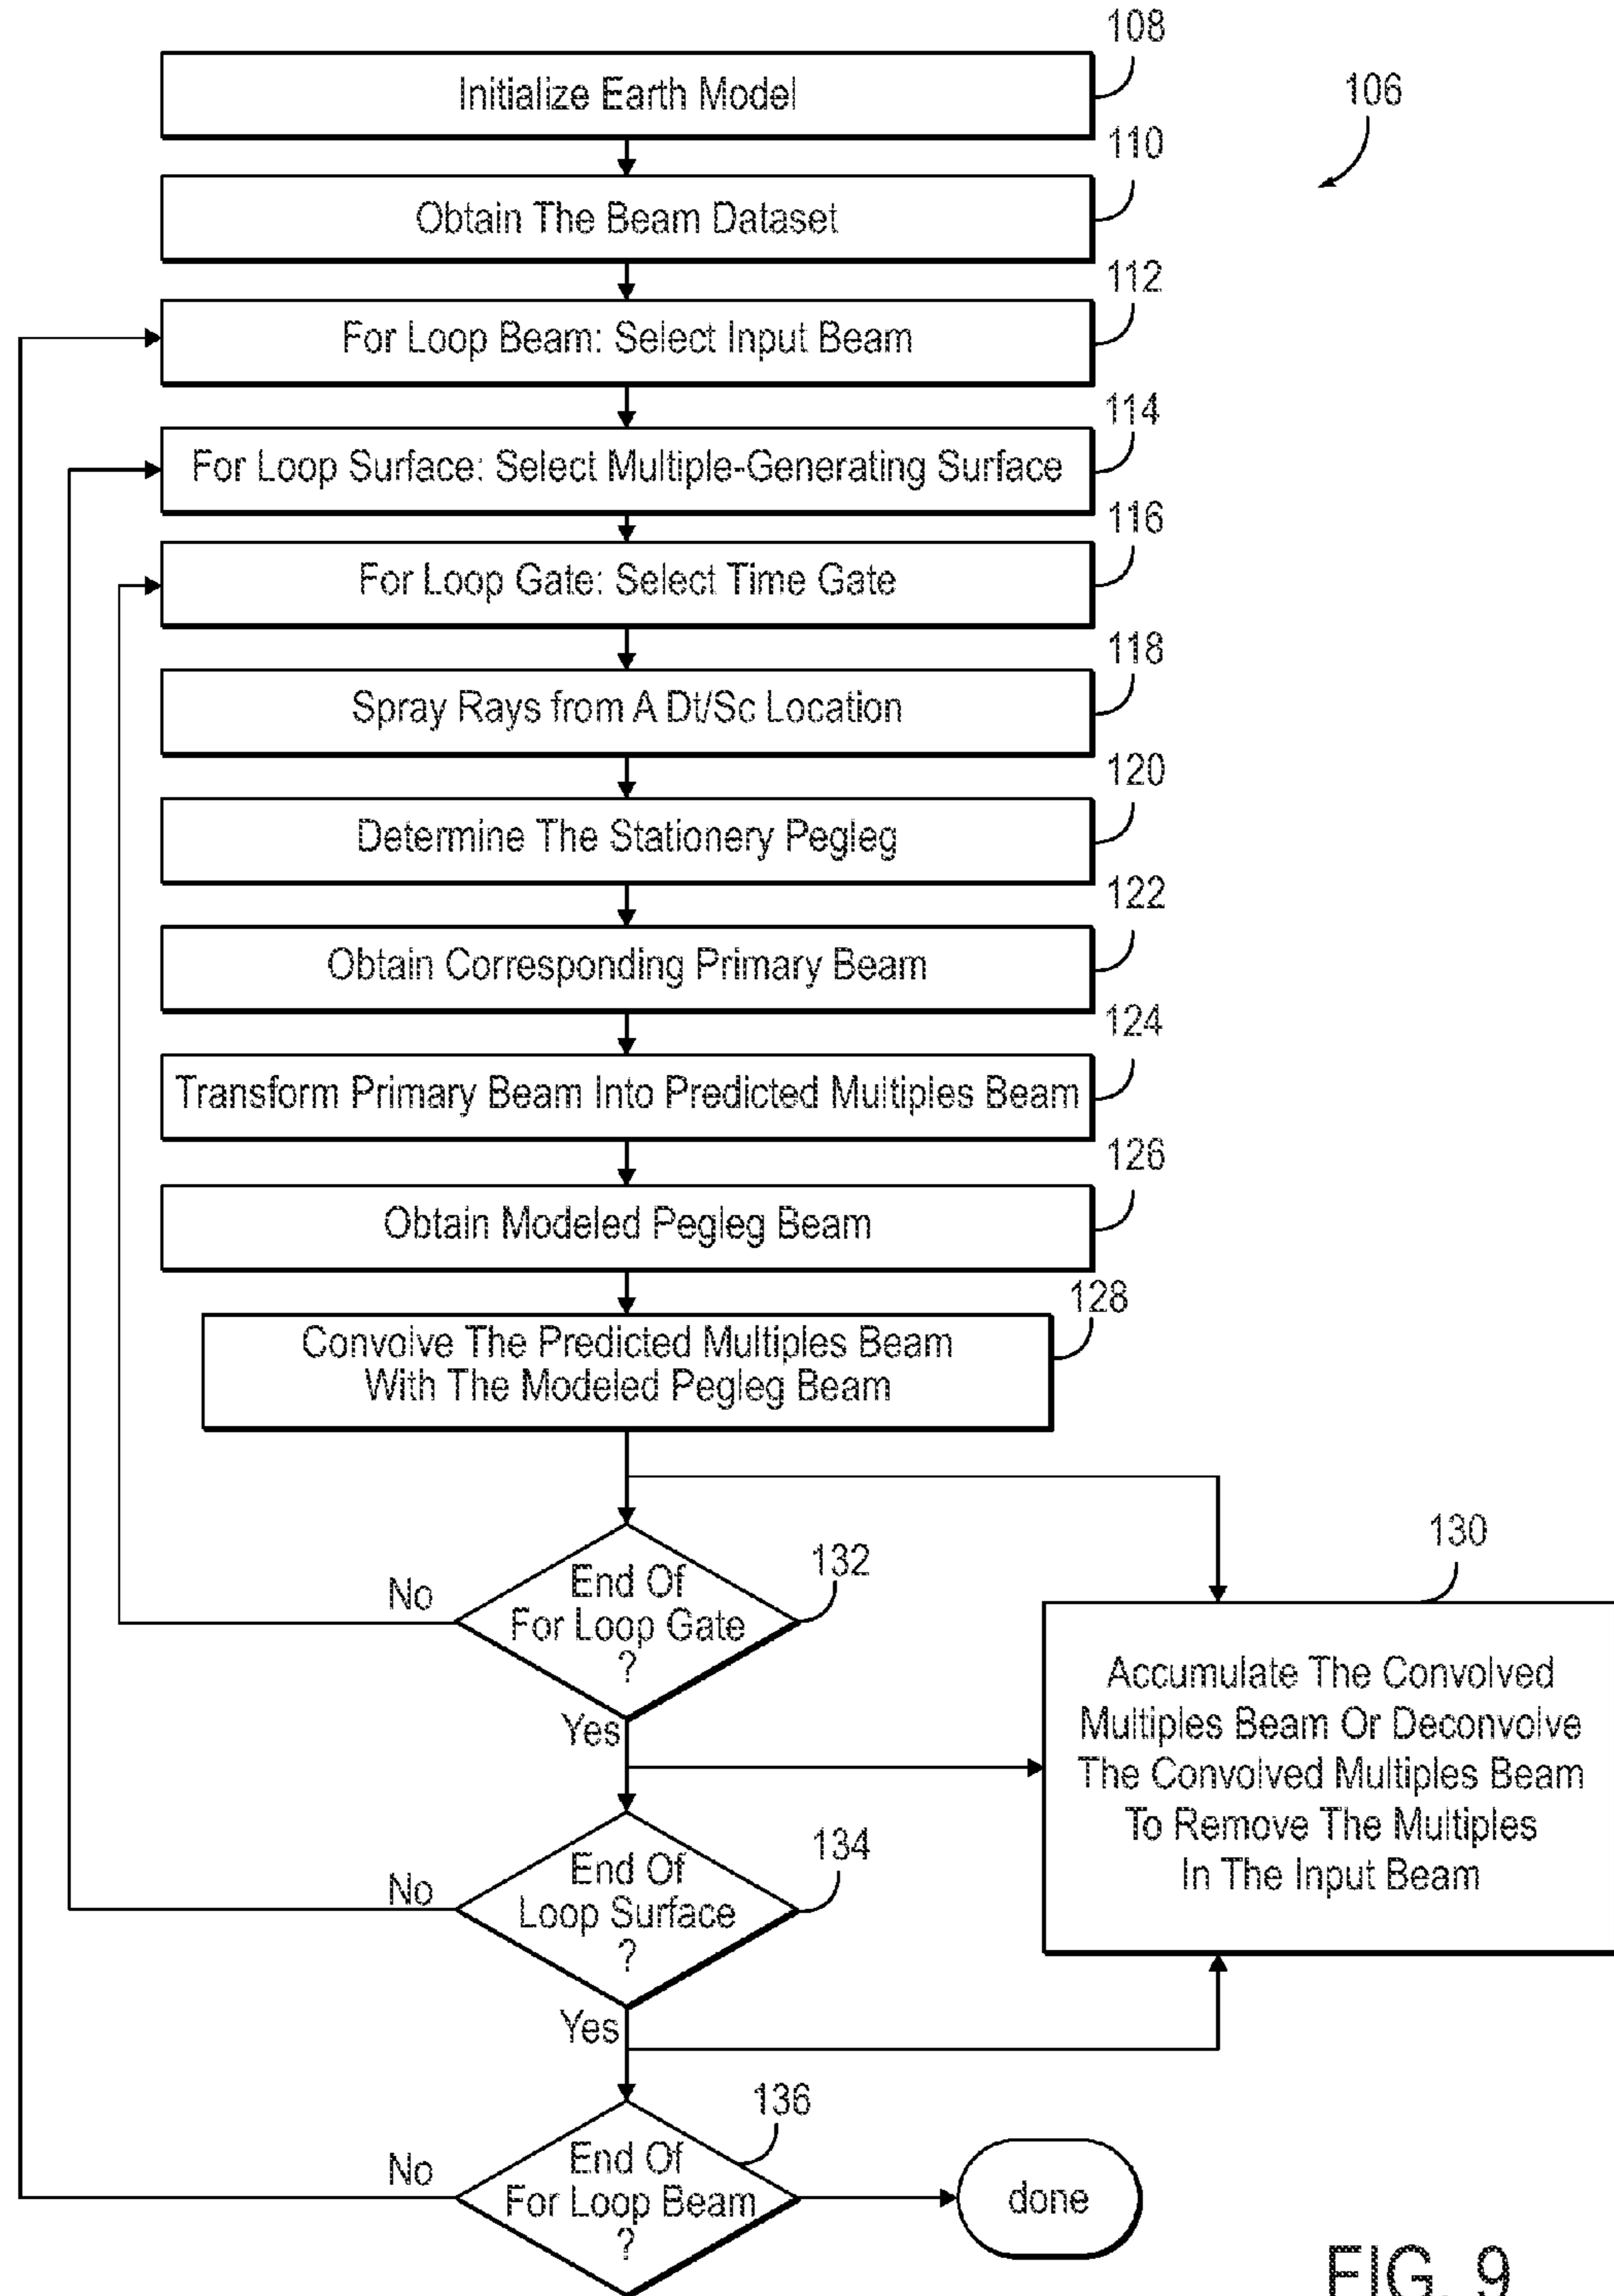 108
Initialize Earth Model
106
110
Obtain The Beam Dataset
112
For Loop Beam: Select Input Beam
114
For Loop Surface: Select Multiple-Generating Surface
116
For Loop Gate: Select Time Gate
118
Spray Rays from A Dt/Sc Location
120
Determine The Stationery Pegleg
122
Obtain Corresponding Primary Beam
124
Transform Primary Beam Into Predicted Multiples Beam
126
Obtain Modeled Pegleg Beam
128
Convolve The Predicted Multiples Beam
With The Modeled Pegleg Beam
130
132
No
End Of
For Loop Gate
?
Yes
Accumulate The Convolved
Multiples Beam Or Deconvolve
The Convolved Multiples Beam
To Remove The Multiples
In The Input Beam
134
No
End Of
Loop Surface
?
Yes
136
No
End Of
For Loop Beam
?
done
FIG. 9